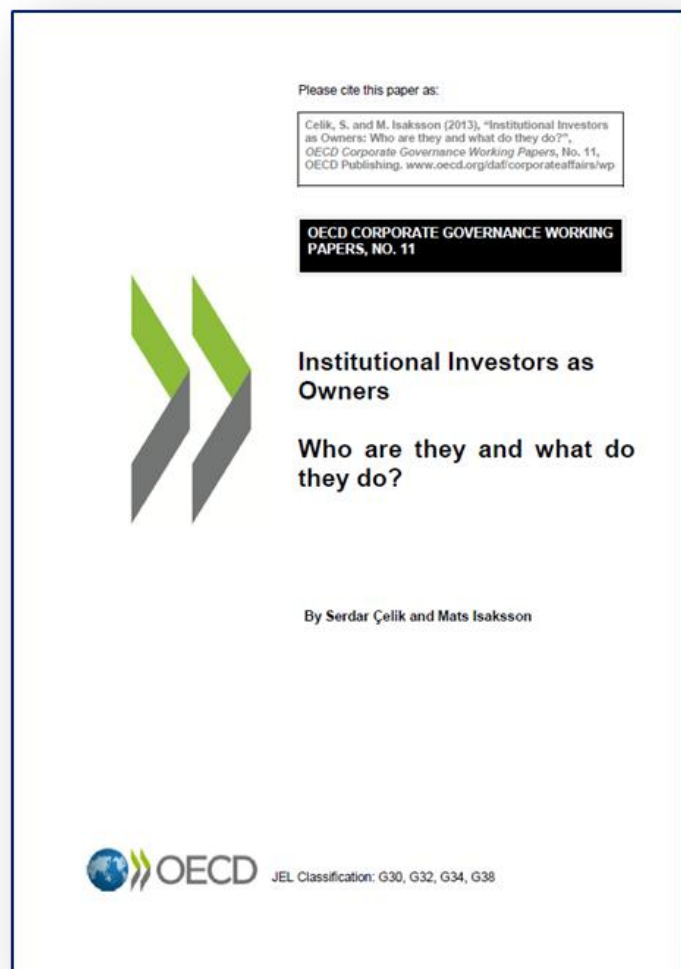 Please cite this paper as:
Celik, S. and M. Isaksson (2013), “Institutional Investors
as Owners: Who are they and what do they do?”,
OECD Corporate Governance Working Papers, No. 11,
OECD Publishing. www.oecd.org/daf/corporateaffairs/wp
OECD CORPORATE GOVERNANCE WORKING
PAPERS, NO. 11
Institutional Investors as
Owners
Who are they and what do
they do?
By Serdar Çelik and Mats Isaksson
OECD
JEL Classification: G30, G32, G34, G38